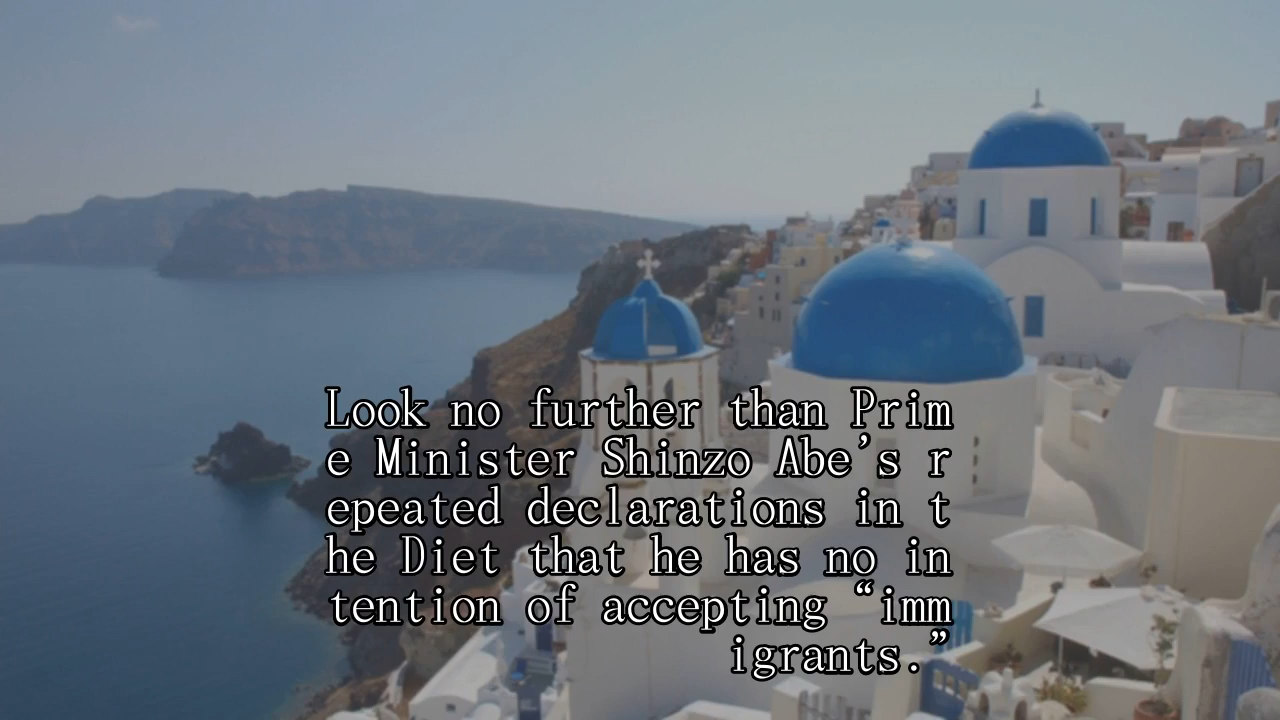 Look no further than Prim
e Minister Shinzo Abe’s r
epeated declarations in t
he Diet that he has no in
tention of accepting “imm
igrants.”